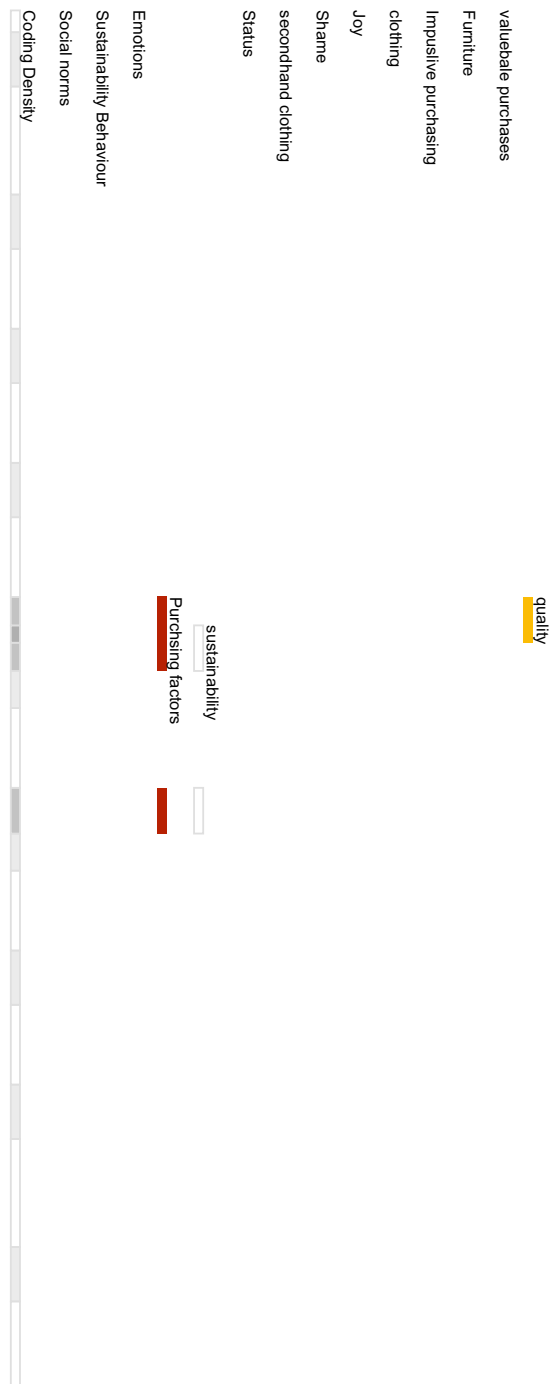 quality
valuebale purchases
Furniture
Impuslive purchasing
clothing
Joy
Shame
secondhand clothing
Status
sustainability
Purchsing factors
Emotions
Sustainability Behaviour
Social norms
Coding Density